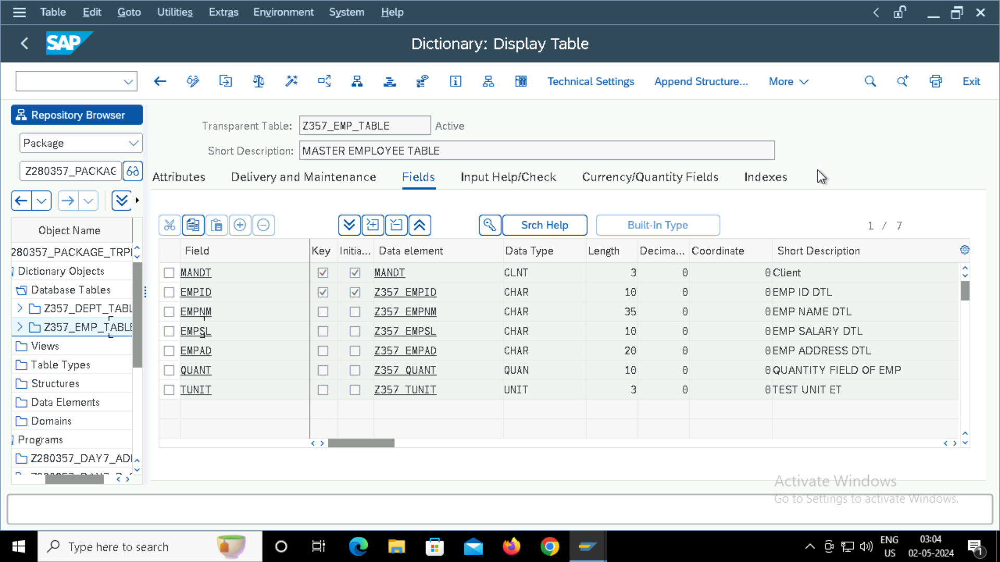 Table Edit Goto Utilities Extras Environment System Help
SAP Dictionary: Display Table
Technical Settings Append Structure... More Exit
Repository Browser
Package
Z280357_PACKAG
Object Name
280357_PACKAGE_TRP
Dictionary Objects
Database Tables
Z357_DEPT_TABL
Z357_EMP_TABLE
Views
Table Types
Structures
Data Elements
Domains
Programs
Z280357_DAY7_AD
Transparent Table: Z357_EMP_TABLE Active
Short Description: MASTER EMPLOYEE TABLE
Attributes Delivery and Maintenance Fields Input Help/Check Currency/Quantity Fields Indexes
Srch Help Built-In Type 1 / 7
Field Key Initia... Data element Data Type Length Decima... Coordinate Short Description
MANDT MANDT CLNT 3 0 0 Client
EMPID Z357_EMPID CHAR 10 0 0 EMP ID DTL
EMPNM Z357_EMPNM CHAR 35 0 0 EMP NAME DTL
EMPSL Z357_EMPSL CHAR 10 0 0 EMP SALARY DTL
EMPAD Z357_EMPAD CHAR 20 0 0 EMP ADDRESS DTL
QUANT Z357_QUANT QUAN 10 0 0 QUANTITY FIELD OF EMP
TUNIT Z357_TUNIT UNIT 3 0 0 TEST UNIT ET
Activate Windows
Go to Settings to activate Windows.
Type here to search
ENG
US
03:04
02-05-2024
1